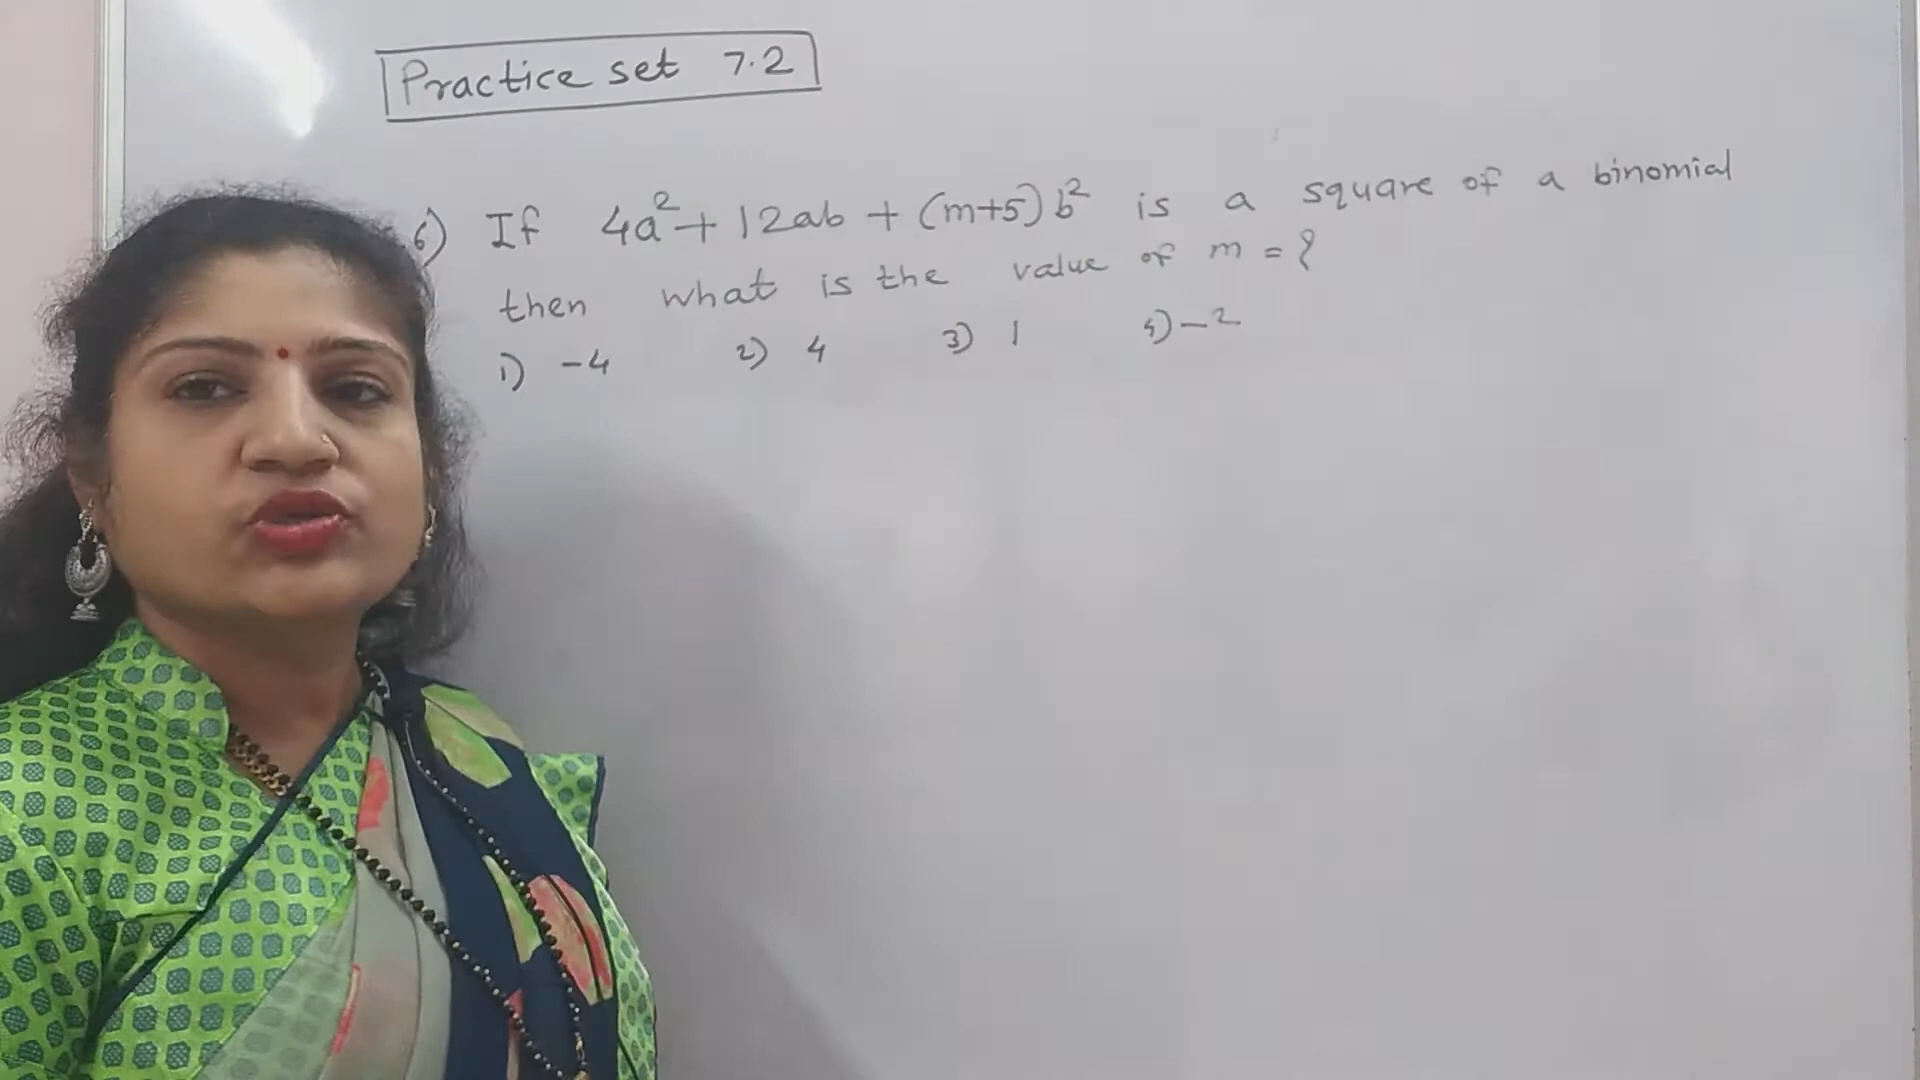 Practice set 7.2
6) If 4a²+12ab+(m+5)b² is a square of a binomial
then what is the value of m = ?
1) -4 2) 4 3) 1 4) -2